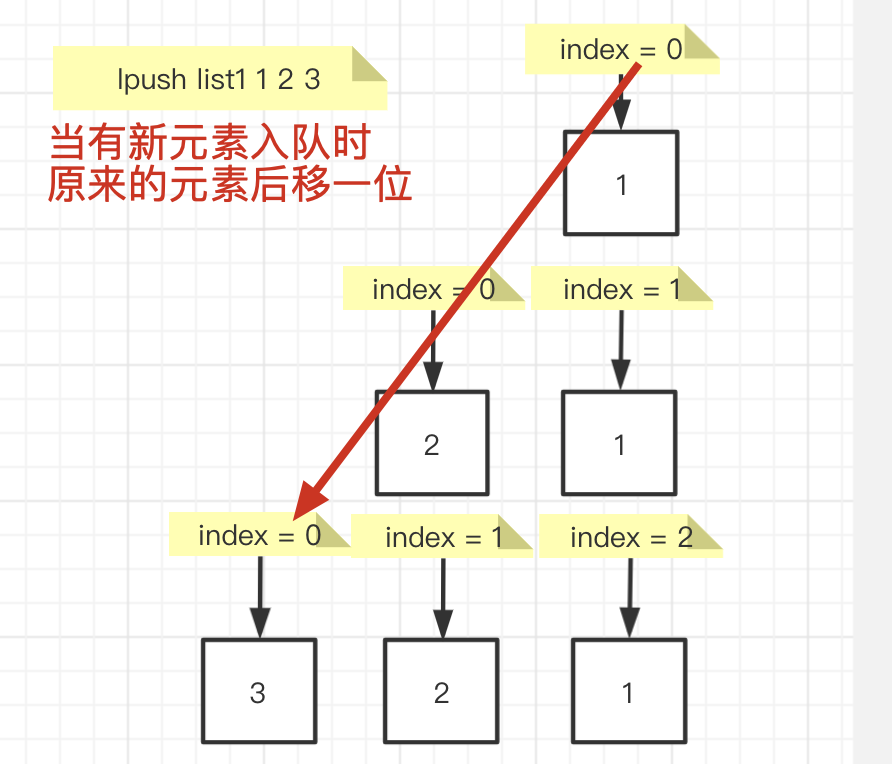 lpush list1 1 2 3
当有新元素入队时
原来的元素后移一位
index = 0
1
index = 0
index = 1
2
1
index = 0
index = 1
index = 2
3
2
1